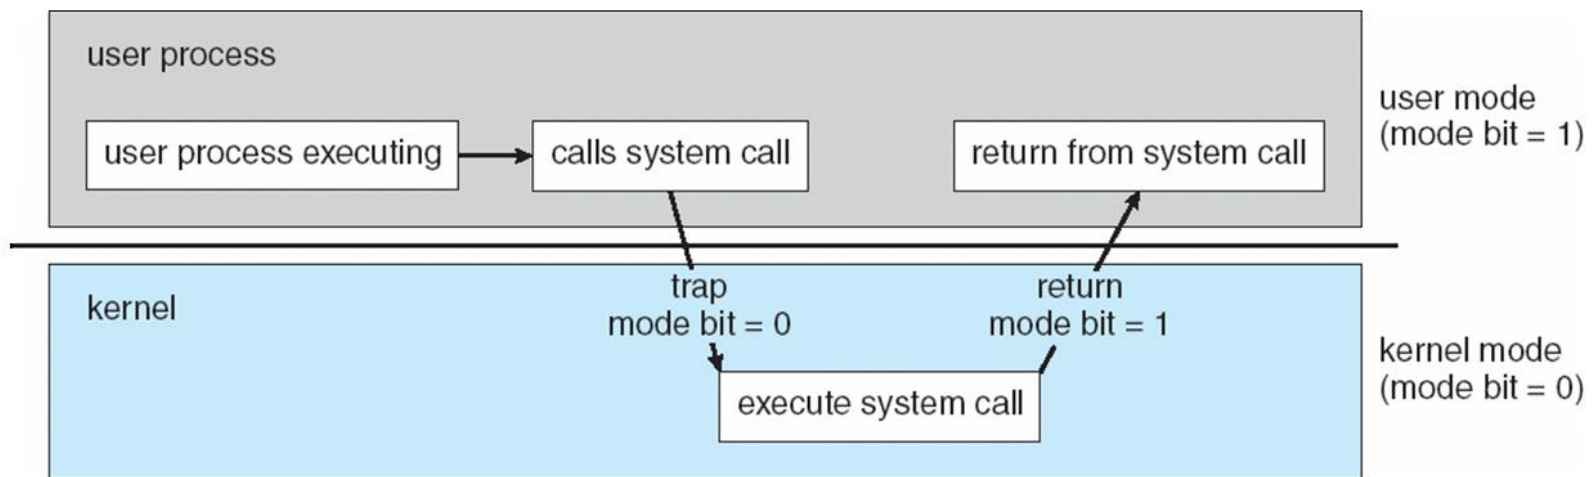 user process
user process executing
calls system call
return from system call
user mode
(mode bit = 1)
kernel
trap
mode bit = 0
return
mode bit = 1
execute system call
kernel mode
(mode bit = 0)